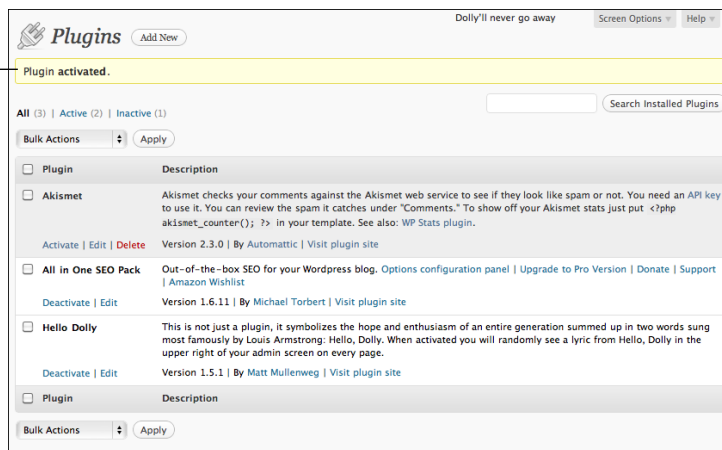 Dolly'll never go away
Screen Options
Help
Plugins
Add New
Plugin activated.
Search Installed Plugins
All (3) | Active (2) | Inactive (1)
Bulk Actions
Apply
Plugin Description
Akismet
Akismet checks your comments against the Akismet web service to see if they look like spam or not. You need an API key
to use it. You can review the spam it catches under "Comments." To show off your Akismet stats just put <?php
akismet_counter(); ?> in your template. See also: WP Stats plugin.
Activate | Edit | Delete
Version 2.3.0 | By Automattic | Visit plugin site
All in One SEO Pack
Out-of-the-box SEO for your Wordpress blog. Options configuration panel | Upgrade to Pro Version | Donate | Support
| Amazon Wishlist
Deactivate | Edit
Version 1.6.11 | By Michael Torbert | Visit plugin site
Hello Dolly
This is not just a plugin, it symbolizes the hope and enthusiasm of an entire generation summed up in two words sung
most famously by Louis Armstrong: Hello, Dolly. When activated you will randomly see a lyric from Hello, Dolly in the
upper right of your admin screen on every page.
Deactivate | Edit
Version 1.5.1 | By Matt Mullenweg | Visit plugin site
Plugin Description
Bulk Actions
Apply